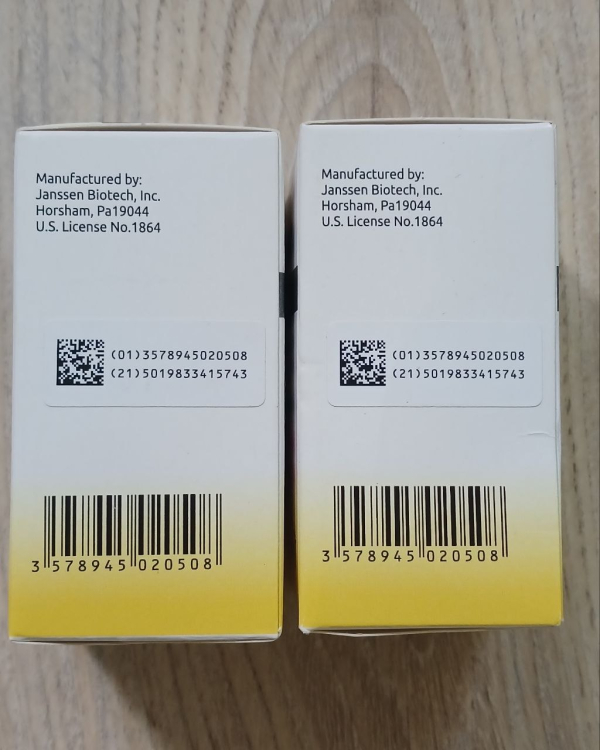 Manufactured by:
Janssen Biotech, Inc.
Horsham, Pa19044
U.S. License No.1864
(01)3578945020508
(21)5019833415743
3 578945 020508
Manufactured by:
Janssen Biotech, Inc.
Horsham, Pa19044
U.S. License No.1864
(01)3578945020508
(21)5019833415743
3 578945 020508